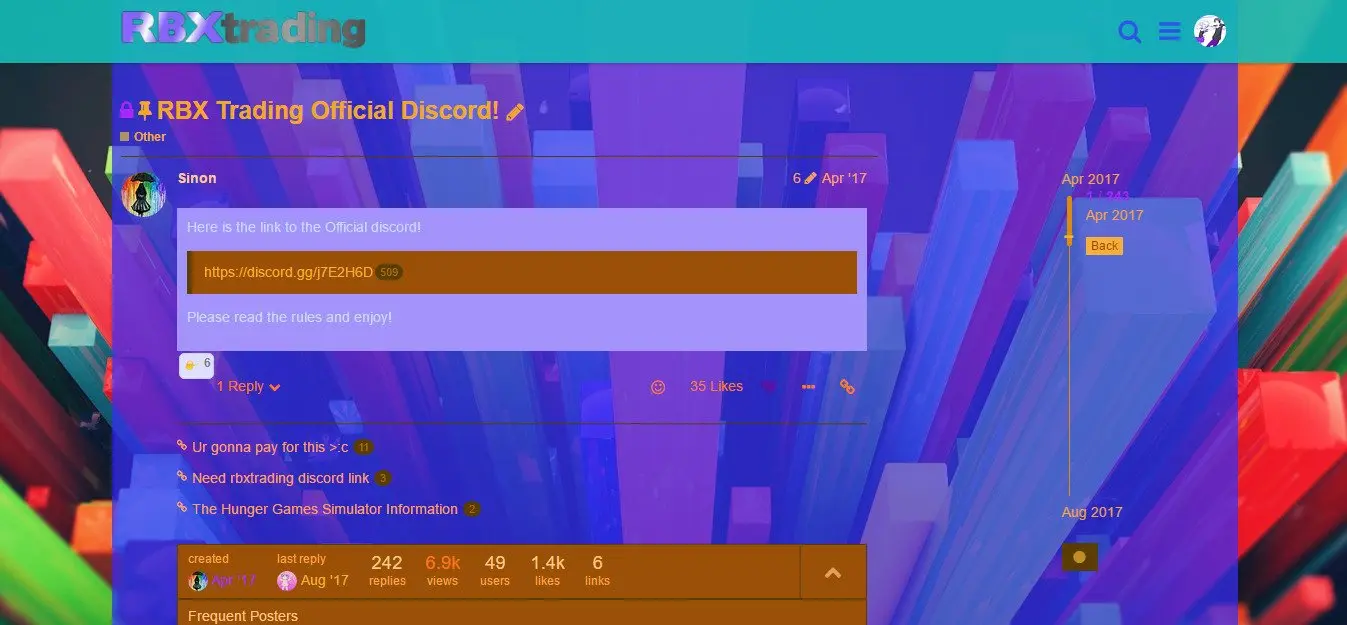 RBXtrading
RBX Trading Official Discord!
Other
Sinon
6 Apr '17
Here is the link to the Official discord!
https://discord.gg/j7E2H6D 509
Please read the rules and enjoy!
6
1 Reply
35 Likes
Ur gonna pay for this >:c 11
Need rbxtrading discord link 3
The Hunger Games Simulator Information 2
created
Apr '17
last reply
Aug '17
242
replies
6.9k
views
49
users
1.4k
likes
6
links
Frequent Posters
Apr 2017
1 / 243
Apr 2017
Back
Aug 2017